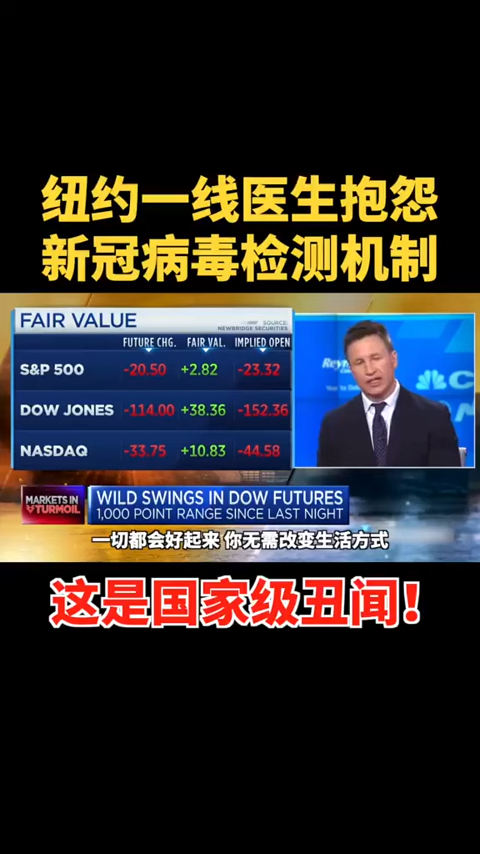 纽约一线医生抱怨
新冠病毒检测机制
FAIR VALUE
SOURCE:
NEWBRIDGE SECURITIES
FUTURE CHG. FAIR VAL. IMPLIED OPEN
S&P 500 -20.50 +2.82 -23.32
DOW JONES -114.00 +38.36 -152.36
NASDAQ -33.75 +10.83 -44.58
MARKETS IN
TURMOIL
WILD SWINGS IN DOW FUTURES
1,000 POINT RANGE SINCE LAST NIGHT
一切都会好起来 你无需改变生活方式
这是国家级丑闻！